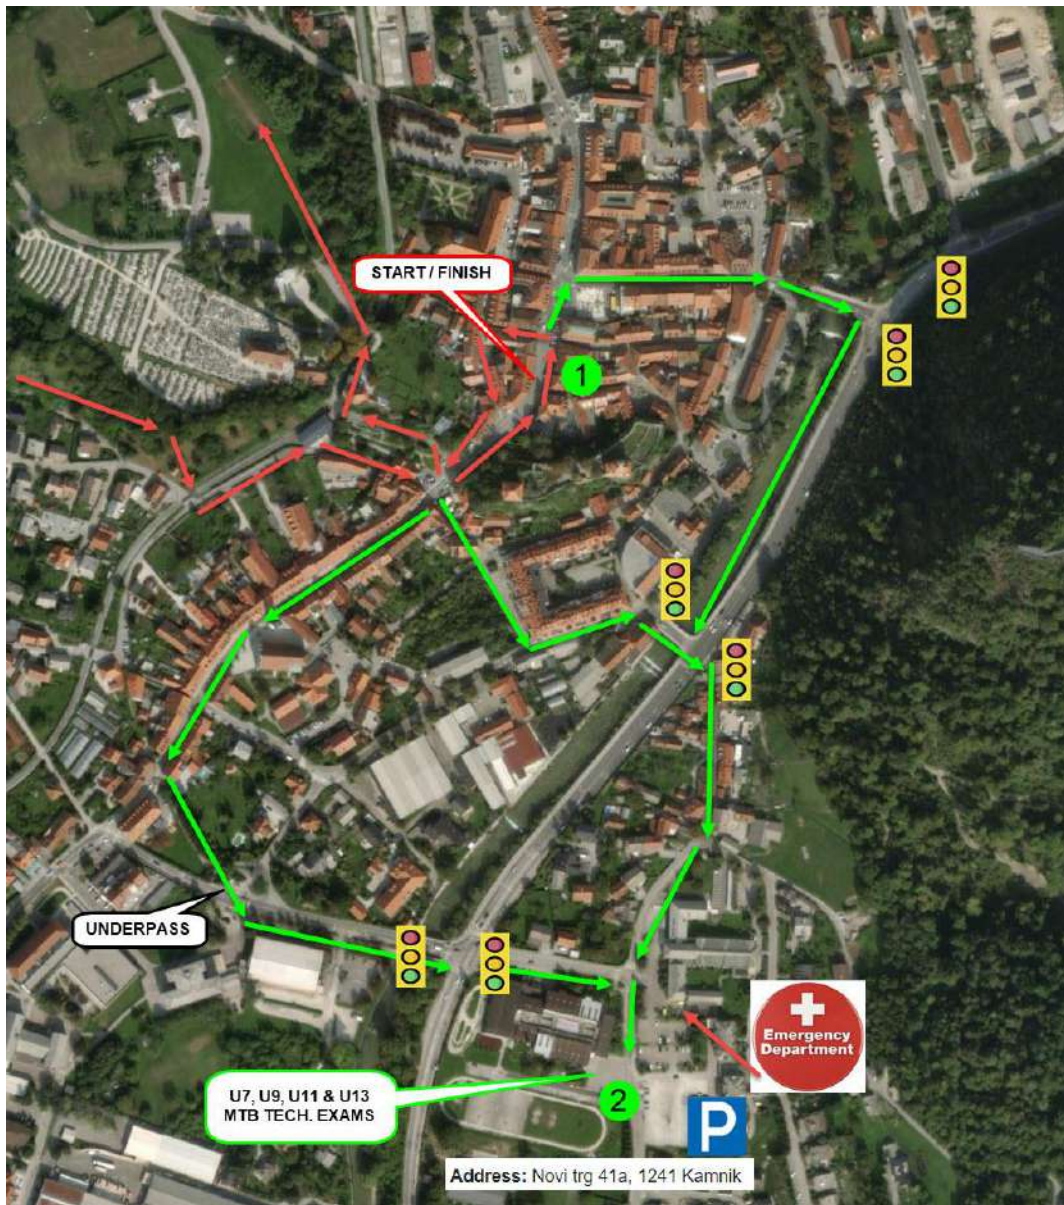 START / FINISH
1
UNDERPASS
Emergency
Department
U7, U9, U11 & U13
MTB TECH. EXAMS
2
P
Address: Novi trg 41a, 1241 Kamnik